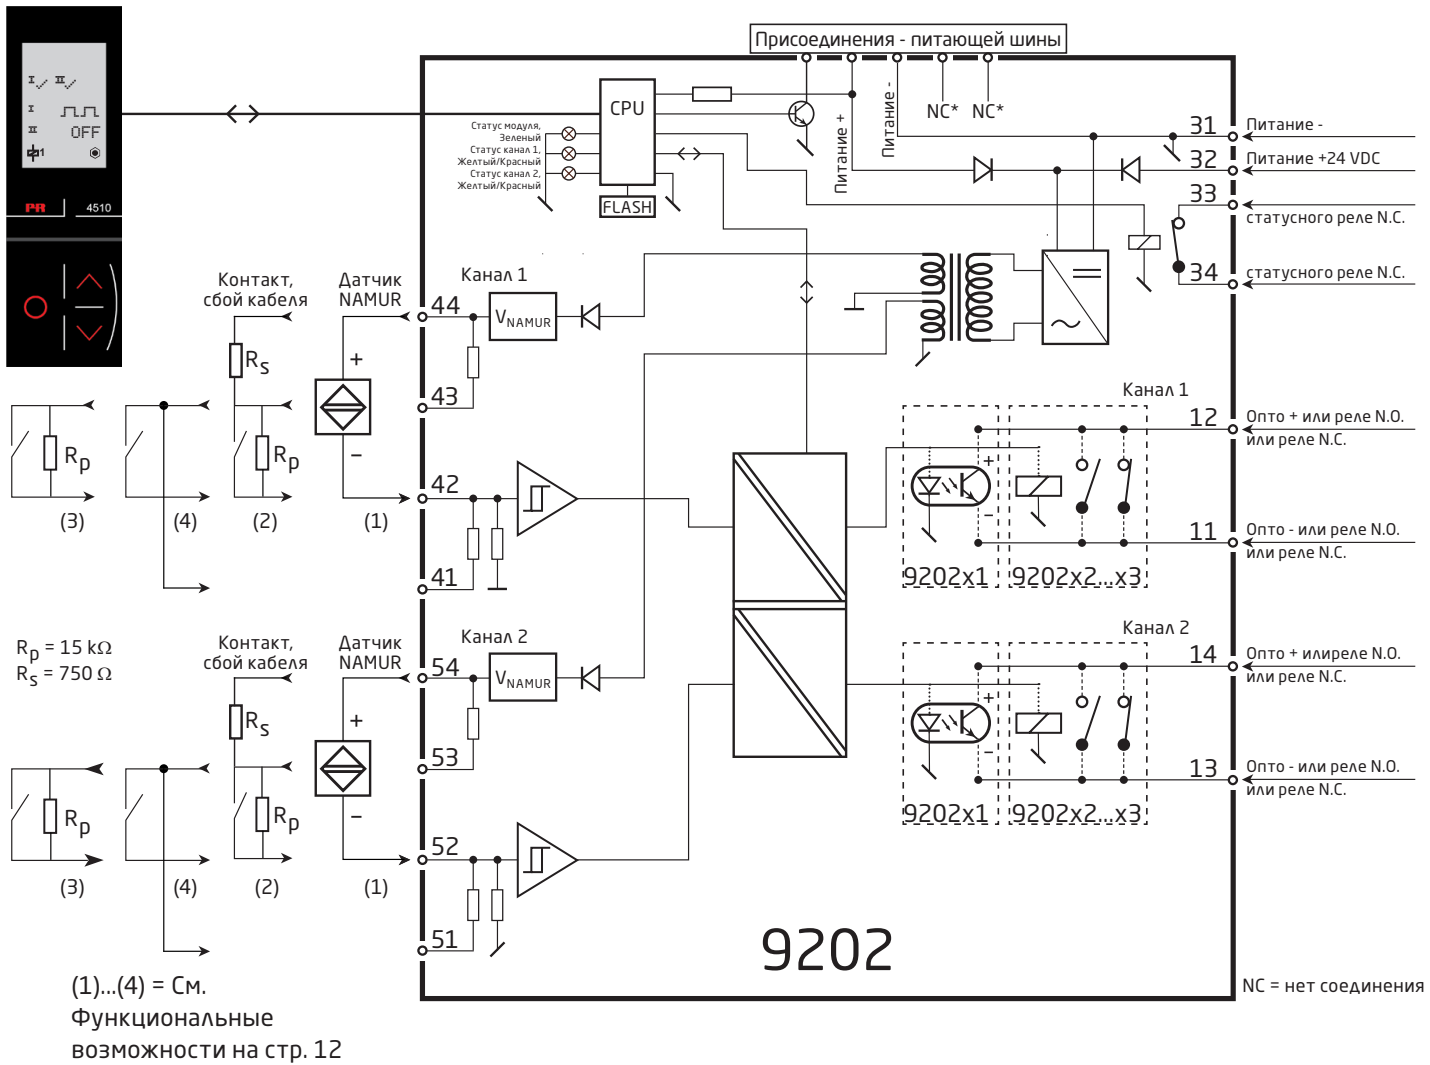 Присоединения - питающей шины
I II
I
II OFF
1
PR 4510
CPU
FLASH
Статус модуля,
Зеленый
Статус канал 1,
Желтый/Красный
Статус канал 2,
Желтый/Красный
Питание +
Питание -
NC* NC*
31 Питание -
32 Питание +24 VDC
33
статусного реле N.C.
34 статусного реле N.C.
Контакт,
сбой кабеля
Датчик
NAMUR
Канал 1
44
VNAMUR
Rs
+
43
Rp
Rp
-
42
(3) (4) (2) (1)
41
Канал 1
12 Опто + или реле N.O.
или реле N.C.
+
-
11 Опто - или реле N.O.
или реле N.C.
9202x1 9202x2...x3
Rp = 15 kΩ
Rs = 750 Ω
Контакт,
сбой кабеля
Датчик
NAMUR
Канал 2
54
VNAMUR
Rs
+
53
Rp
Rp
-
52
(3) (4) (2) (1)
51
Канал 2
14 Опто + илиреле N.O.
или реле N.C.
+
-
13 Опто - или реле N.O.
или реле N.C.
9202x1 9202x2...x3
9202
NC = нет соединения
(1)...(4) = См.
Функциональные
возможности на стр. 12